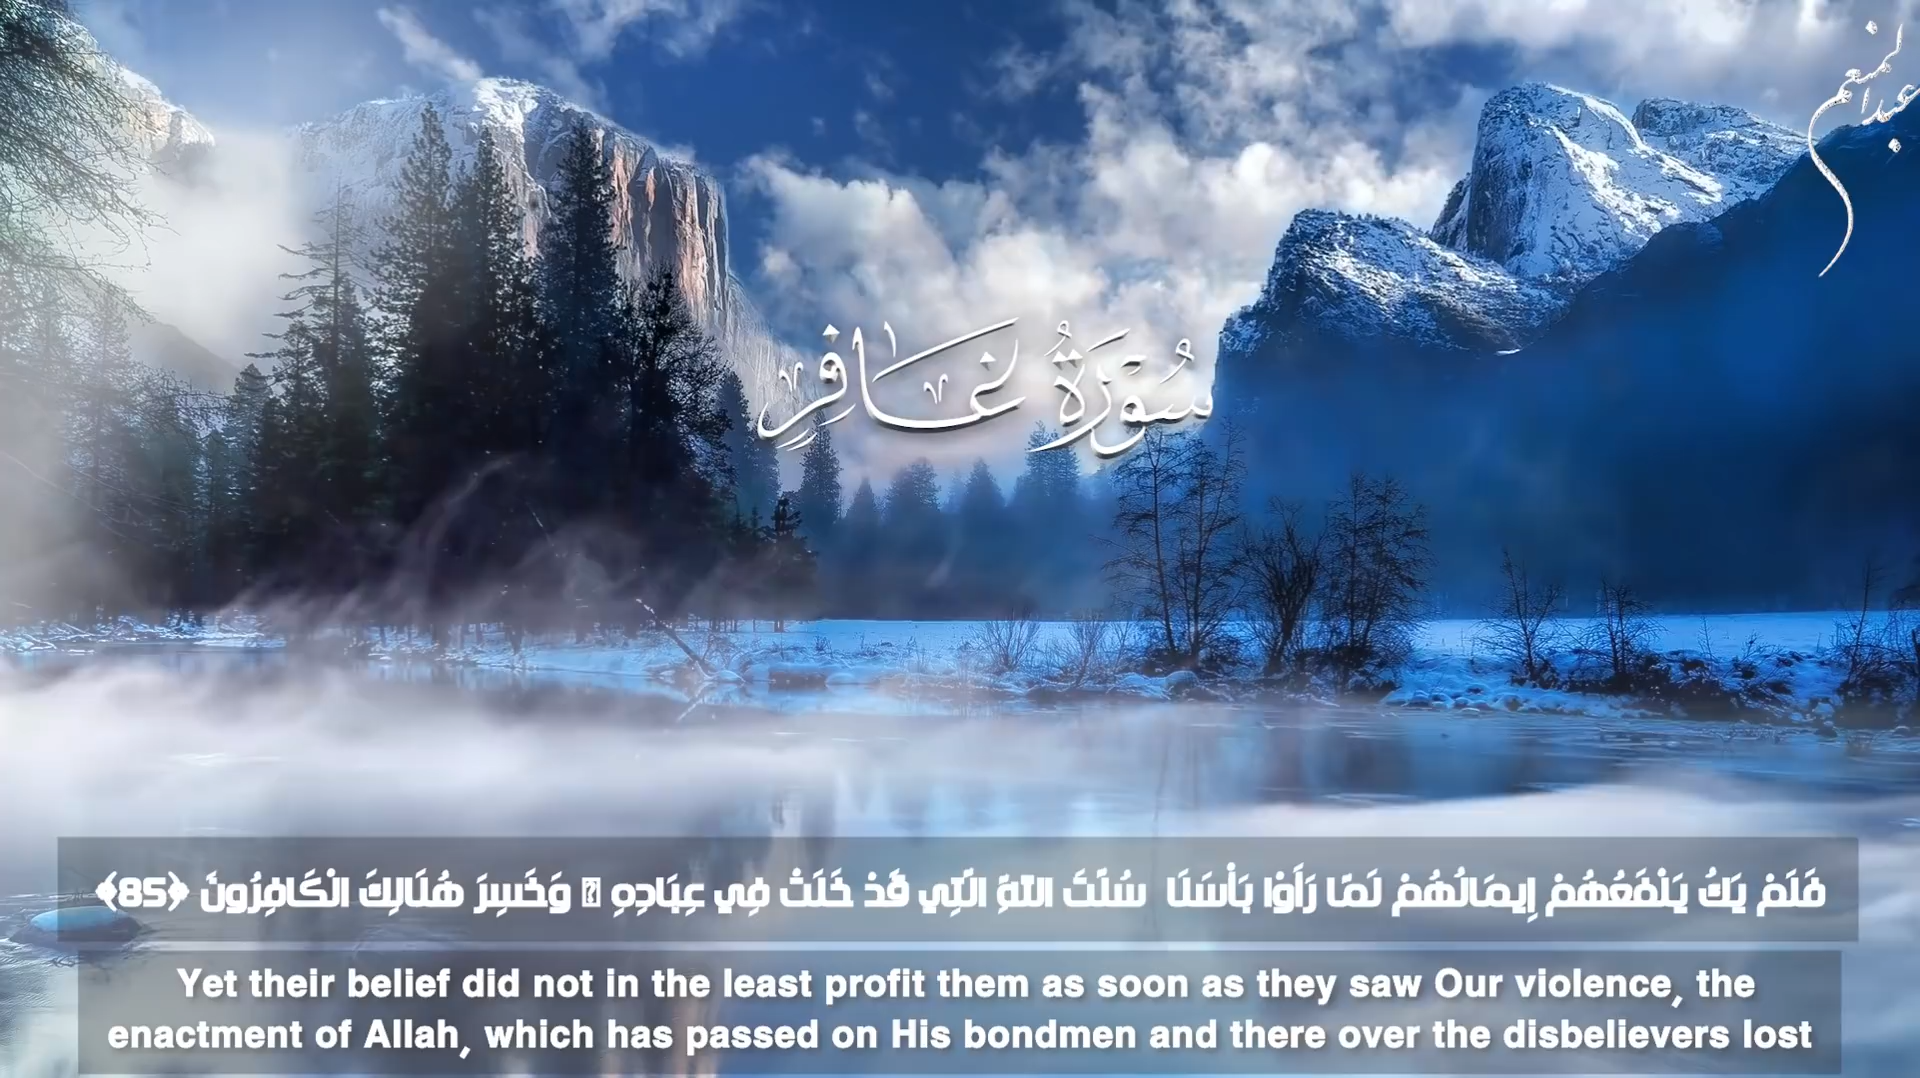 عبدالمنعم
سُورَةُ غَافِرٍ
فَلَمْ يَكُ يَنْفَعُهُمْ إِيمَانُهُمْ لَمَّا رَأَوْا بَأْسَنَا سُنَّتَ اللَّهِ الَّتِي قَدْ خَلَتْ فِي عِبَادِهِ وَخَسِرَ هُنَالِكَ الْكَافِرُونَ ﴿85﴾
Yet their belief did not in the least profit them as soon as they saw Our violence, the
enactment of Allah, which has passed on His bondmen and there over the disbelievers lost